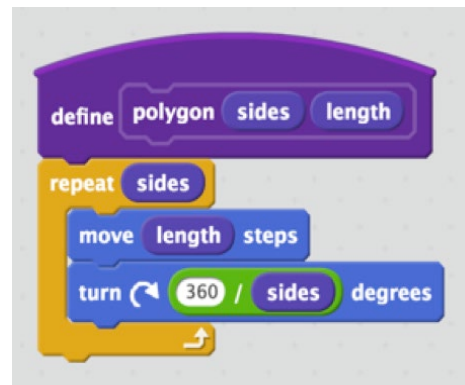 define polygon sides length
repeat sides
move length steps
turn 360 / sides degrees